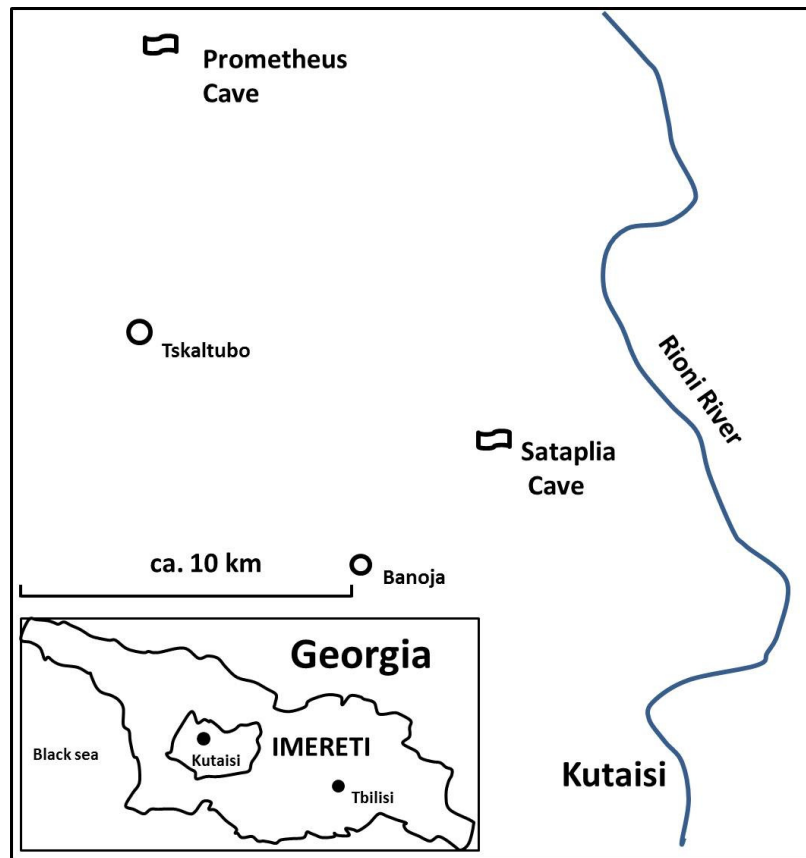 Prometheus
Cave
Tskaltubo
Rioni River
Sataplia
Cave
ca. 10 km
Banoja
Georgia
IMERETI
Black sea
Kutaisi
Tbilisi
Kutaisi